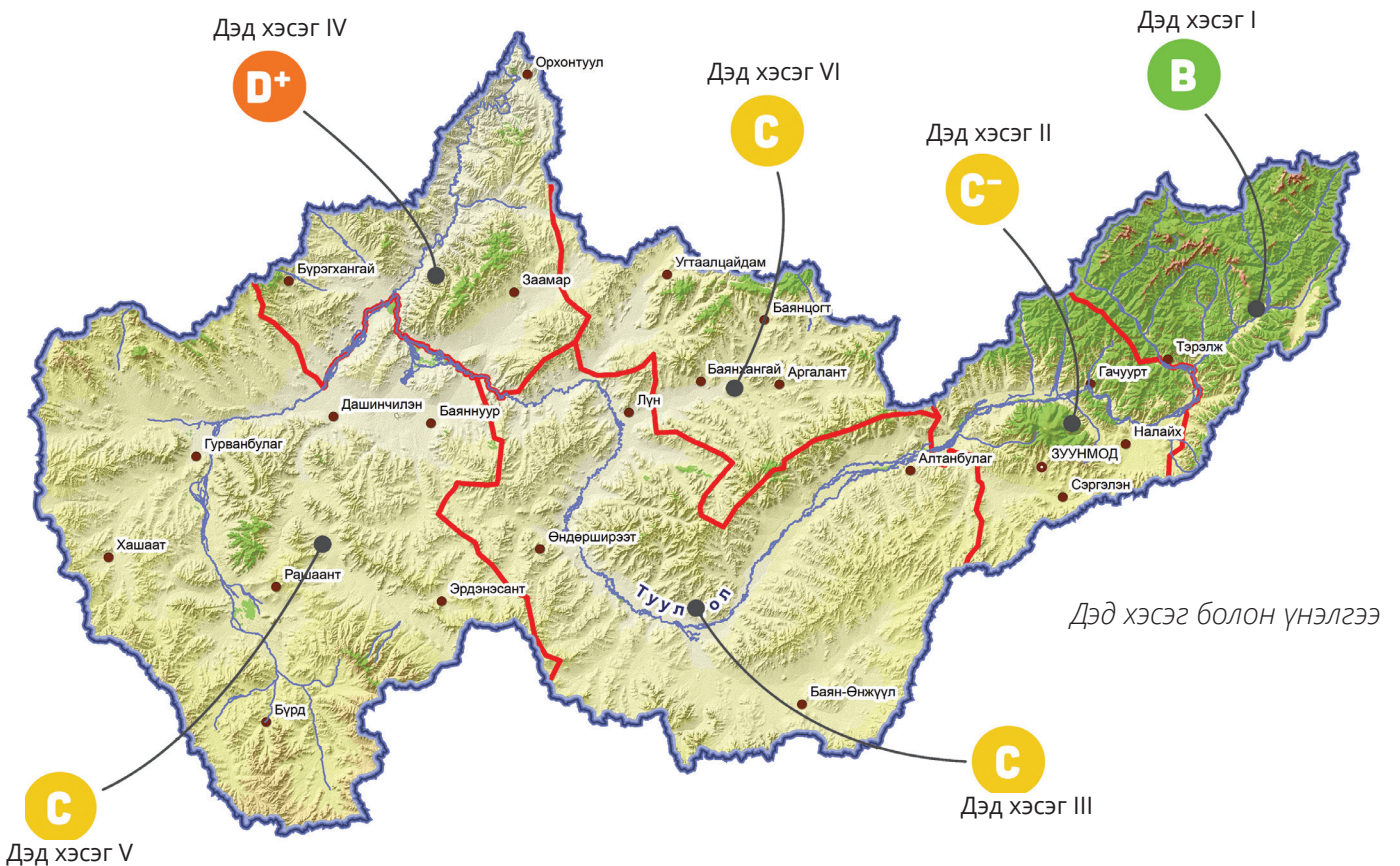 Дэд хэсэг IV
D+
Дэд хэсэг VI
C
Дэд хэсэг I
B
Дэд хэсэг II
C-
Орхонтуул
Бүрэгхангай
Заамар
Угтаалцайдам
Баянцогт
Баянхангай
Аргалант
Лүн
Тэрэлж
Гачуурт
Налайх
ЗУУНМОД
Сэргэлэн
Алтанбулаг
Дашинчилэн
Баяннуур
Гурванбулаг
Хашаат
Рашаант
Эрдэнэсант
Өндөрширээт
Туул ол
Баян-Өнжүүл
Бүрд
Дэд хэсэг болон үнэлгээ
C
Дэд хэсэг III
C
Дэд хэсэг V